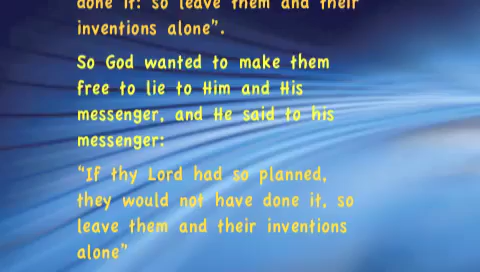 done it: so leave them and their
inventions alone”.
So God wanted to make them
free to lie to Him and His
messenger, and He said to his
messenger:
“If thy Lord had so planned,
they would not have done it, so
leave them and their inventions
alone”